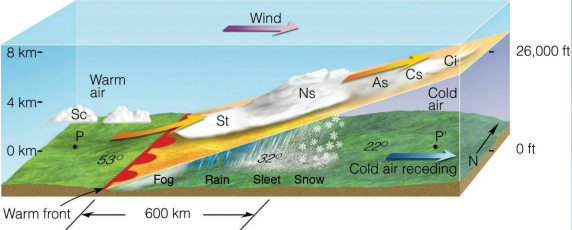 Wind
8 km-
26,000 ft
Warm
air
Ci
Cs
As
Ns
Cold
air
4 km-
Sc
St
P
P'
53°
32°
22°
0 km-
0 ft
N
Cold air receding
Fog
Rain
Sleet
Snow
Warm front
600 km